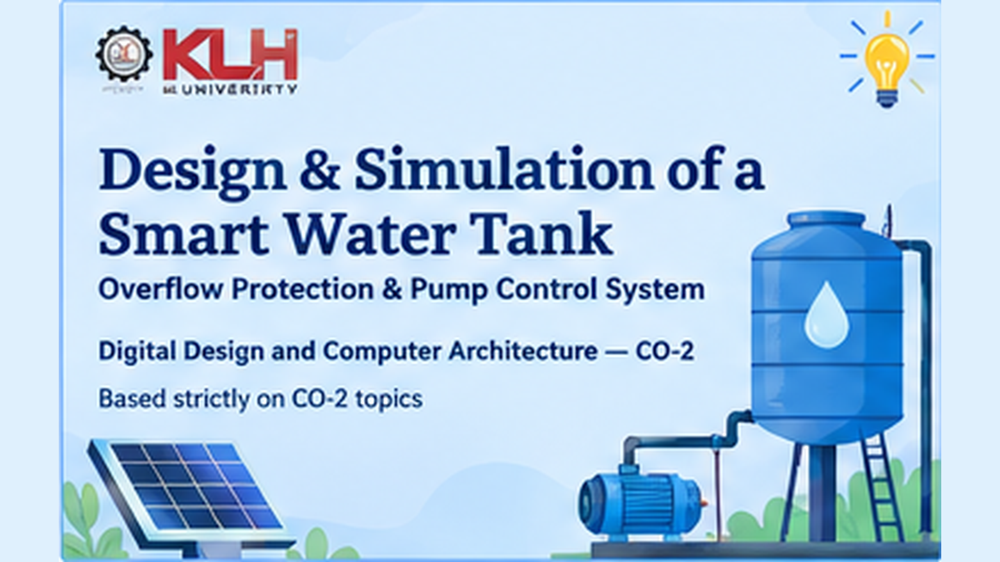 KLH
UNIVERIRTY
Design & Simulation of a
Smart Water Tank
Overflow Protection & Pump Control System
Digital Design and Computer Architecture — CO-2
Based strictly on CO-2 topics